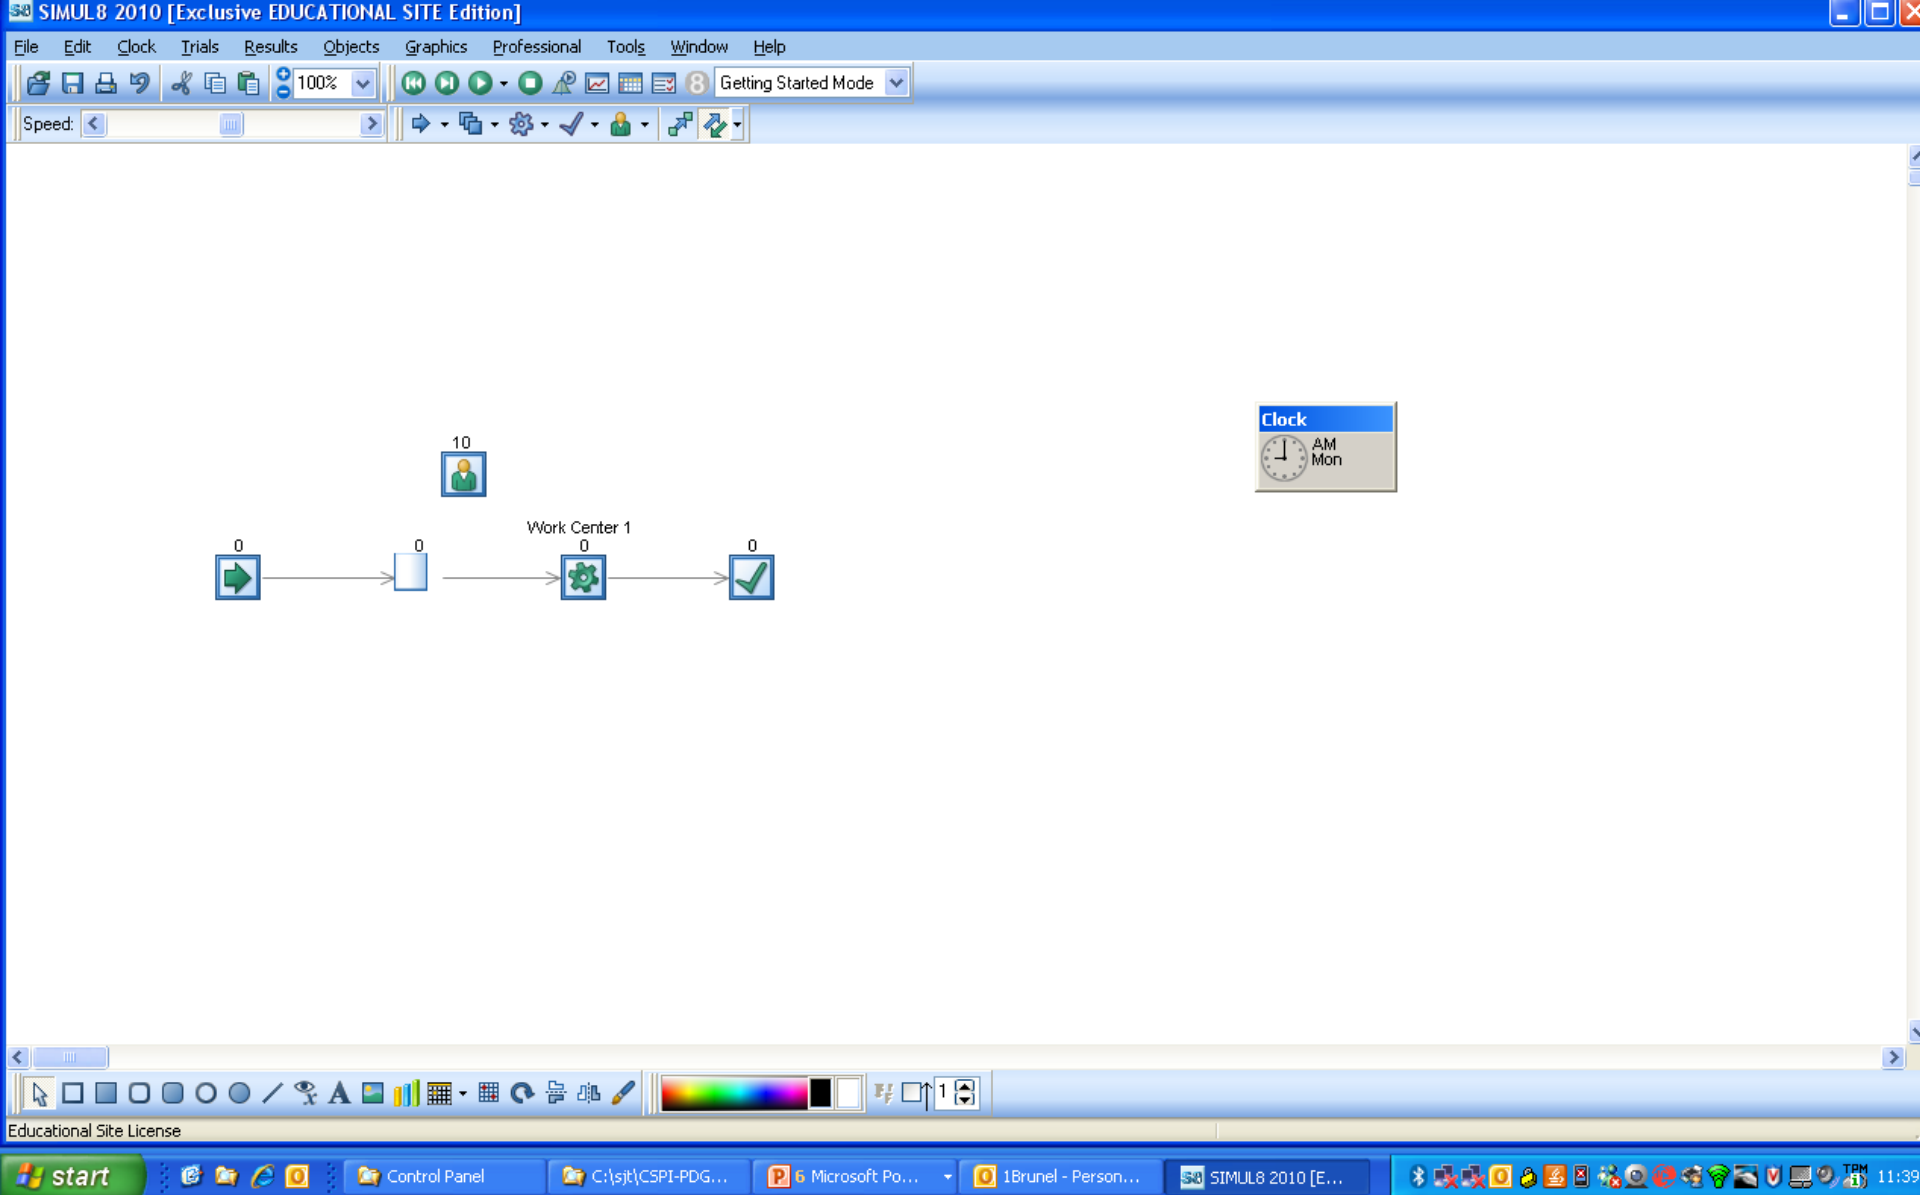 SIMUL8 2010 [Exclusive EDUCATIONAL SITE Edition]
File Edit Clock Trials Results Objects Graphics Professional Tools Window Help
100% Getting Started Mode
Speed:
Clock
AM
Mon
10
Work Center 1
0 0 0 0
1
Educational Site License
start Control Panel C:\sjt\CSPI-PDG... 6 Microsoft Po... 1Brunel - Person... SIMUL8 2010 [E... 11:39